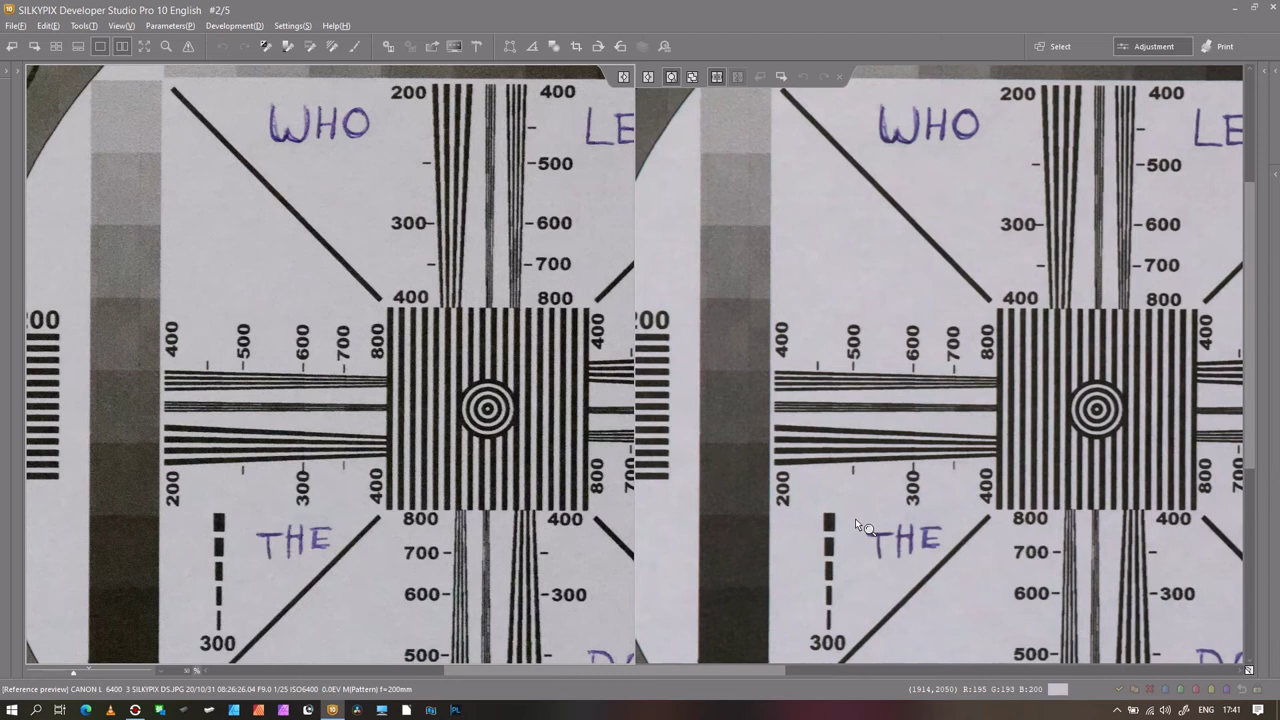 SILKYPIX Developer Studio Pro 10 English #2/5
File(F) Edit(E) Tools(T) View(V) Parameters(P) Development(D) Settings(S) Help(H)
Select Adjustment Print
200 400
WHO LE
500
300 600
700
400 800
200
400 500 600 700 800 400
200 300 400 800
THE
800 400
700
600 300
300
500
200 400
WHO LE
500
300 600
700
400 800
200
400 500 600 700 800 400
200 300 400 800
THE
800 400
700
600 300
300
500
50 %
[Reference preview] CANON L 6400 3 SILKYPIX DS.JPG 20/10/31 08:26:26.04 F9.0 1/25 ISO6400 0.0EV M(Pattern) f=200mm
(1914,2050) R:195 G:193 B:200
ENG 17:41